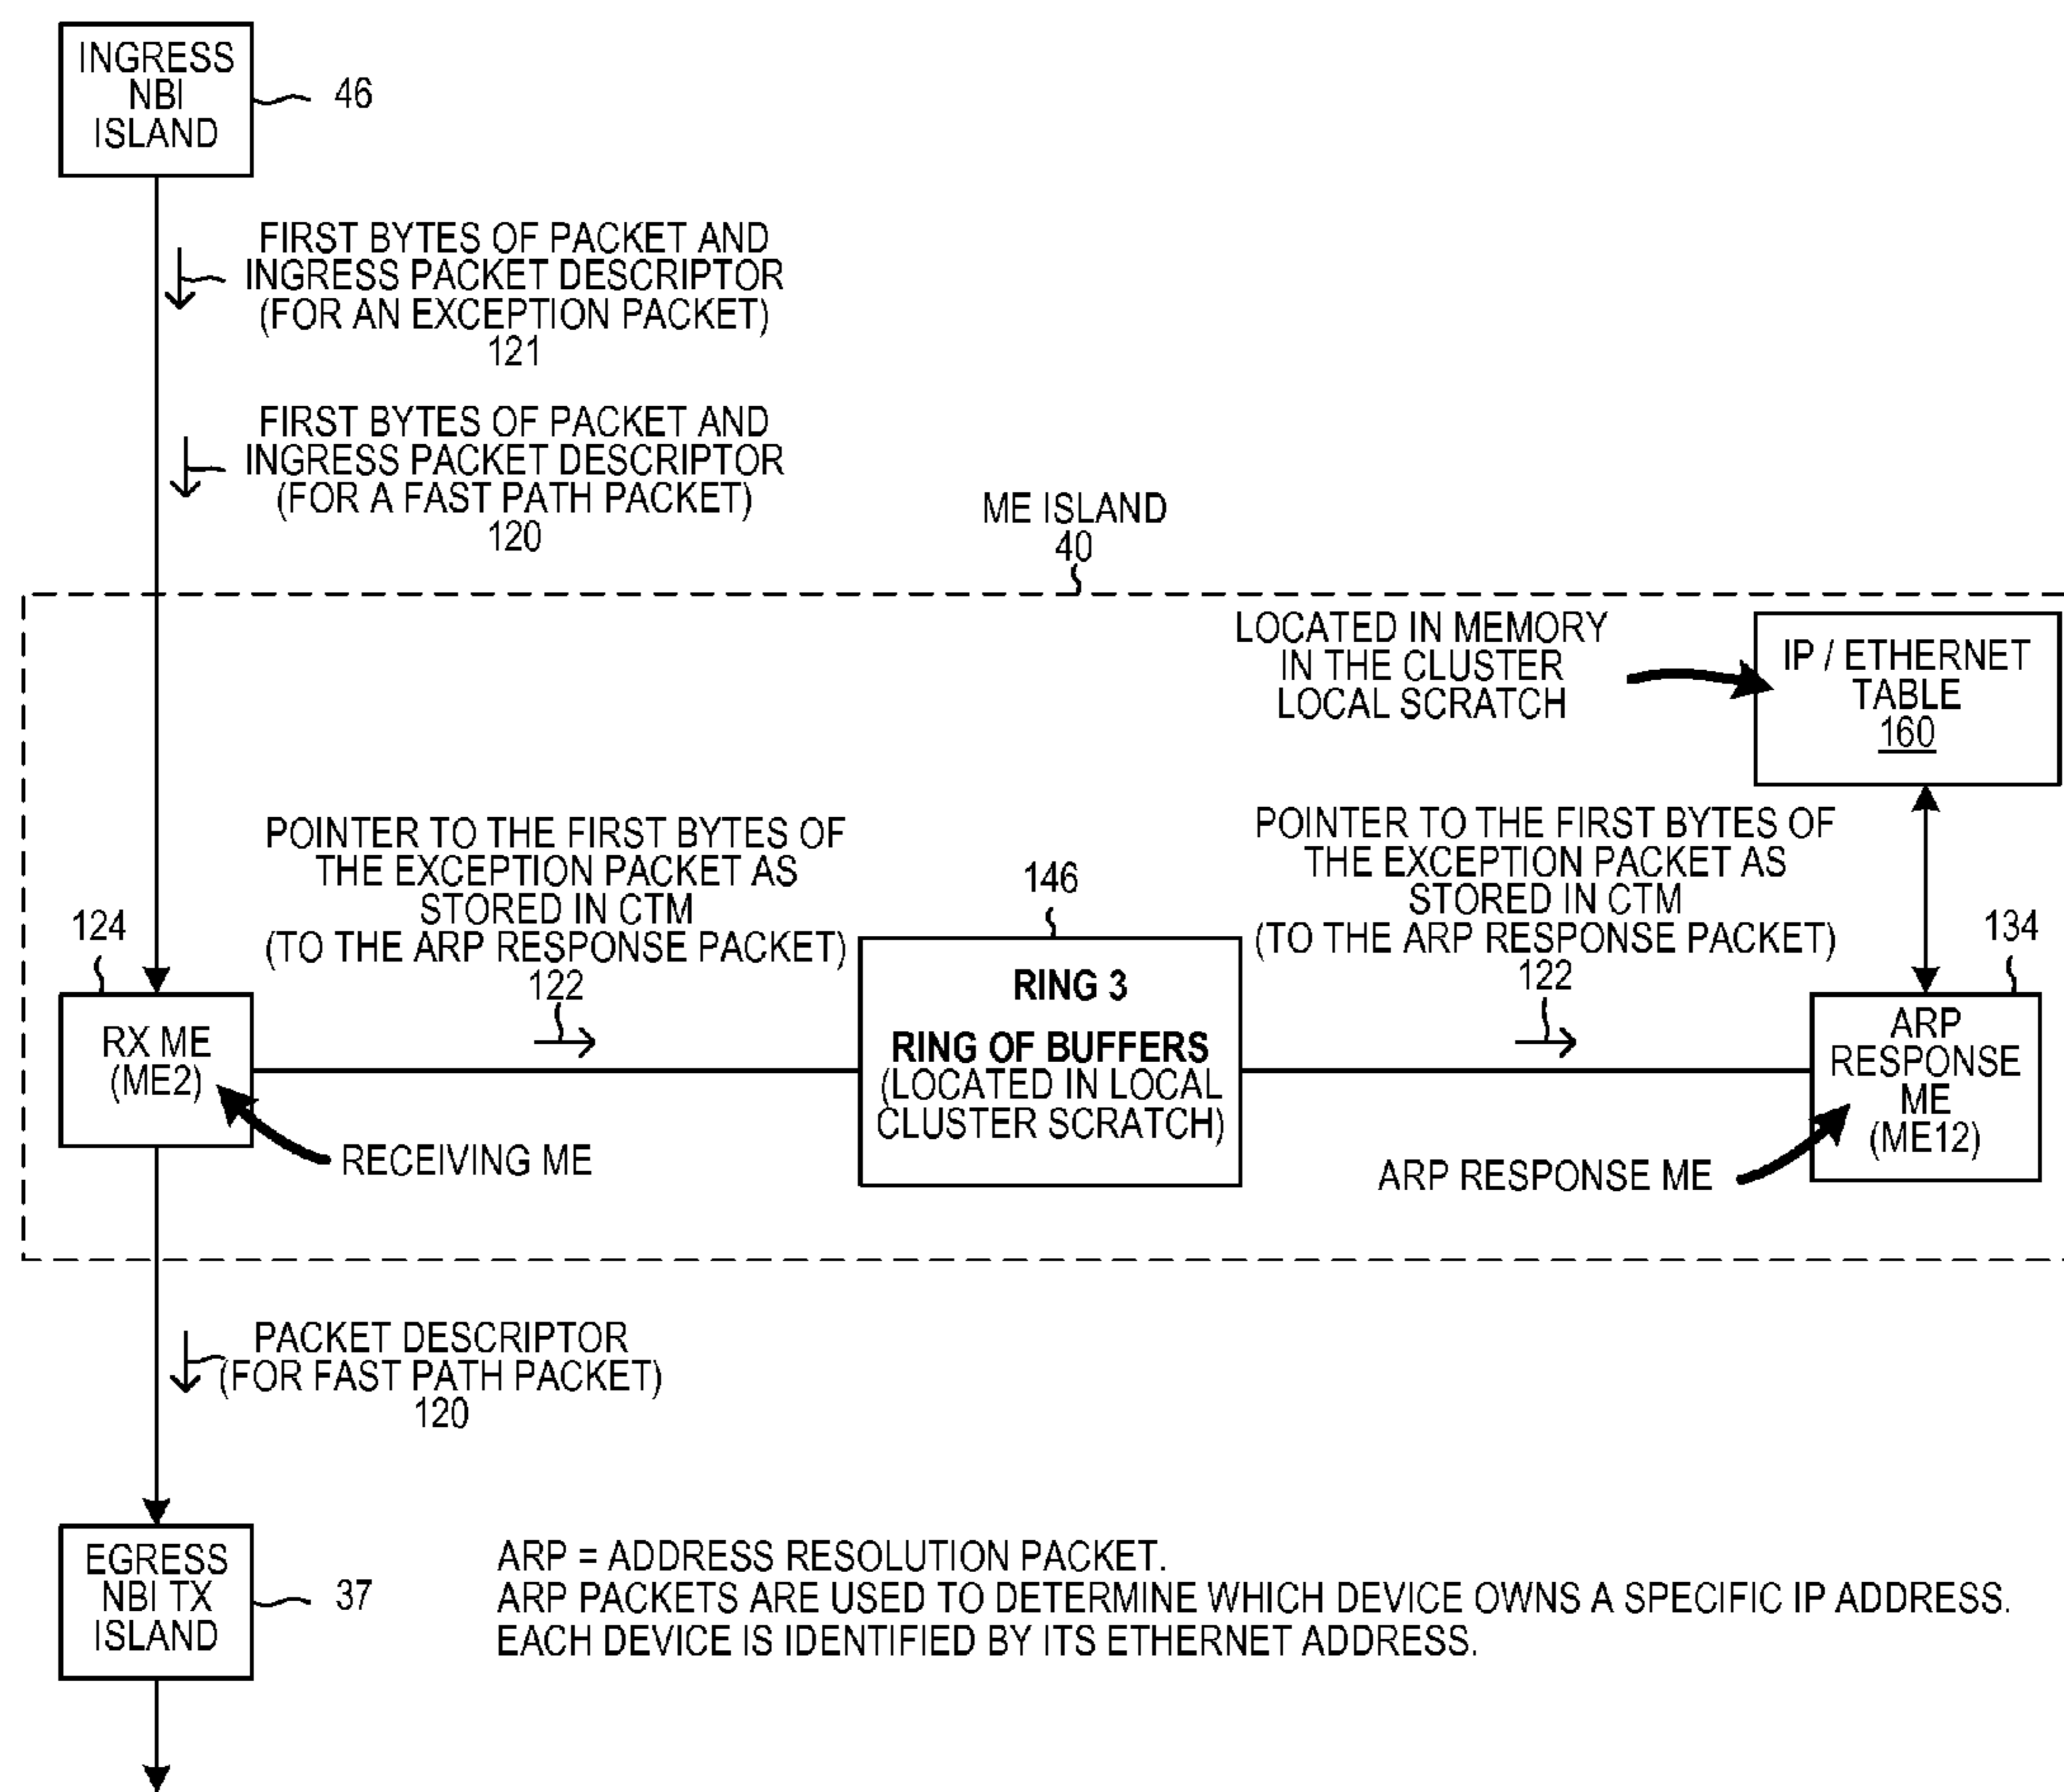 INGRESS
NBI
ISLAND
46
FIRST BYTES OF PACKET AND
INGRESS PACKET DESCRIPTOR
(FOR AN EXCEPTION PACKET)
121
FIRST BYTES OF PACKET AND
INGRESS PACKET DESCRIPTOR
(FOR A FAST PATH PACKET)
120
ME ISLAND
40
LOCATED IN MEMORY
IN THE CLUSTER
LOCAL SCRATCH
IP / ETHERNET
TABLE
160
POINTER TO THE FIRST BYTES OF
THE EXCEPTION PACKET AS
STORED IN CTM
(TO THE ARP RESPONSE PACKET)
122
146
POINTER TO THE FIRST BYTES OF
THE EXCEPTION PACKET AS
STORED IN CTM
(TO THE ARP RESPONSE PACKET)
122
124
134
RX ME
(ME2)
RECEIVING ME
RING 3
RING OF BUFFERS
(LOCATED IN LOCAL
CLUSTER SCRATCH)
ARP
RESPONSE
ME
(ME12)
ARP RESPONSE ME
PACKET DESCRIPTOR
(FOR FAST PATH PACKET)
120
EGRESS
NBI TX
ISLAND
37
ARP = ADDRESS RESOLUTION PACKET.
ARP PACKETS ARE USED TO DETERMINE WHICH DEVICE OWNS A SPECIFIC IP ADDRESS.
EACH DEVICE IS IDENTIFIED BY ITS ETHERNET ADDRESS.